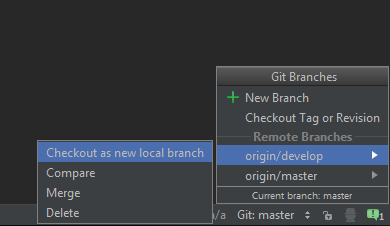 Git Branches
New Branch
Checkout Tag or Revision
Remote Branches
origin/develop
origin/master
Current branch: master
Checkout as new local branch
Compare
Merge
Delete
/a
Git: master
1